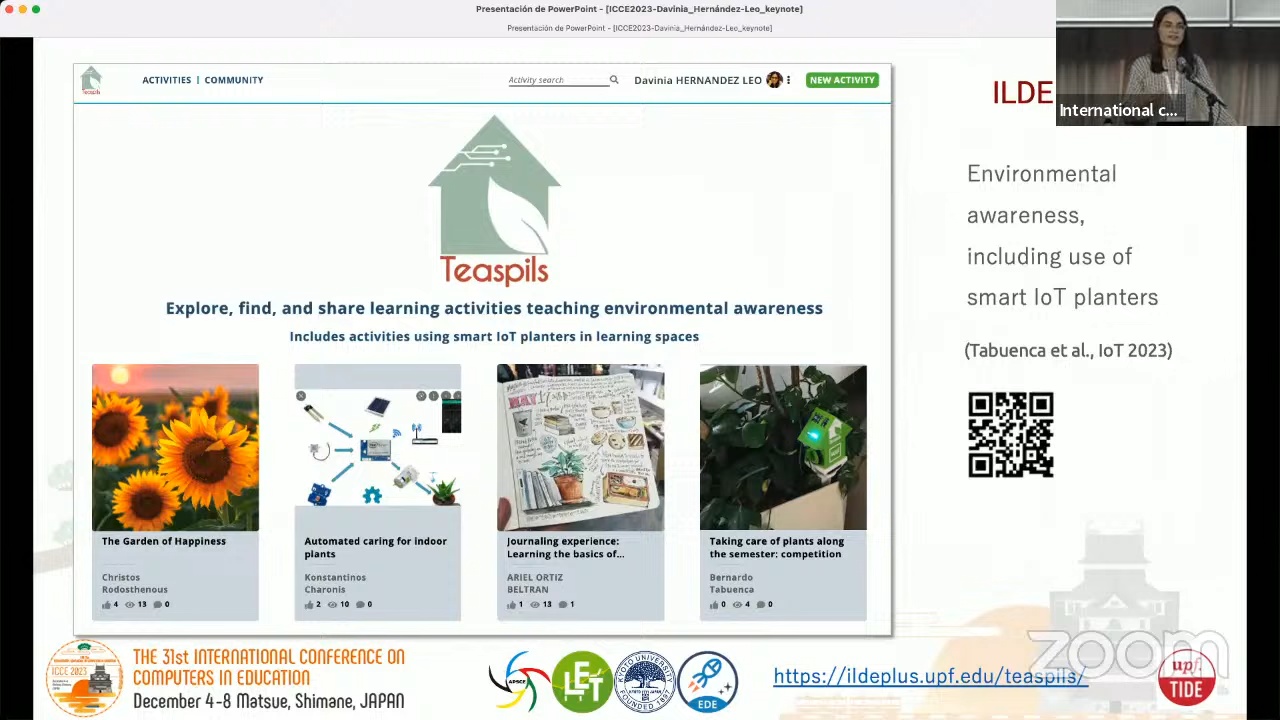 Presentación de PowerPoint - [ICCE2023-Davinia_Hernández-Leo_keynote]
Presentación de PowerPoint - [ICCE2023-Davinia_Hernández-Leo_keynote]
International c...
ACTIVITIES | COMMUNITY
Activity search
Davinia HERNANDEZ LEO
NEW ACTIVITY
ILDE
Teaspils
Explore, find, and share learning activities teaching environmental awareness
Includes activities using smart IoT planters in learning spaces
Environmental
awareness,
including use of
smart IoT planters
(Tabuenca et al., IoT 2023)
The Garden of Happiness
Christos
Rodosthenous
4 13 0
Automated caring for indoor
plants
Konstantinos
Charonis
2 10 0
MAY
Journaling experience:
Learning the basics of...
ARIEL ORTIZ
BELTRAN
1 13 1
Taking care of plants along
the semester: competition
Bernardo
Tabuenca
0 4 0
ICCE 2023
THE 31st INTERNATIONAL CONFERENCE ON
COMPUTERS IN EDUCATION
December 4-8 Matsue, Shimane, JAPAN
APSCE
LET
EDE
https://ildeplus.upf.edu/teaspils/
zoom
upf.
TIDE